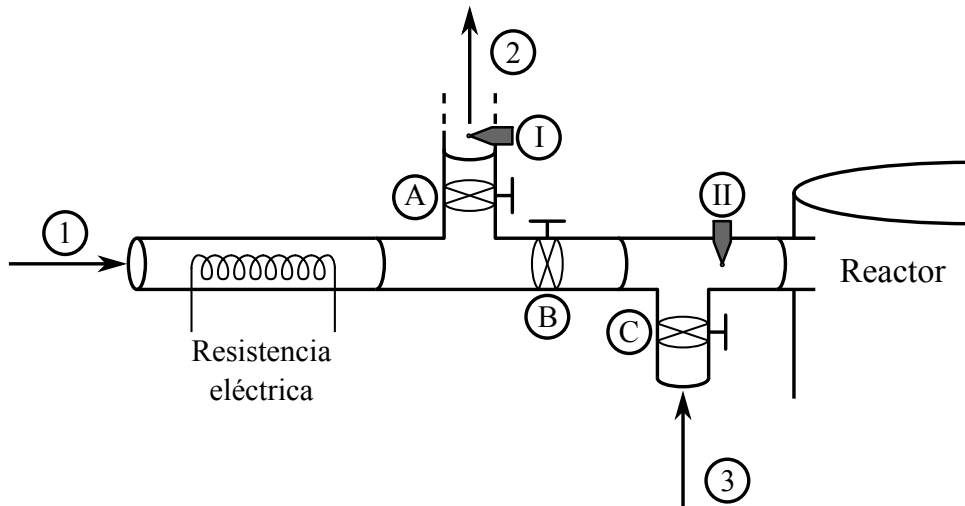 2
I
A
II
1
Reactor
B
C
Resistencia
eléctrica
3